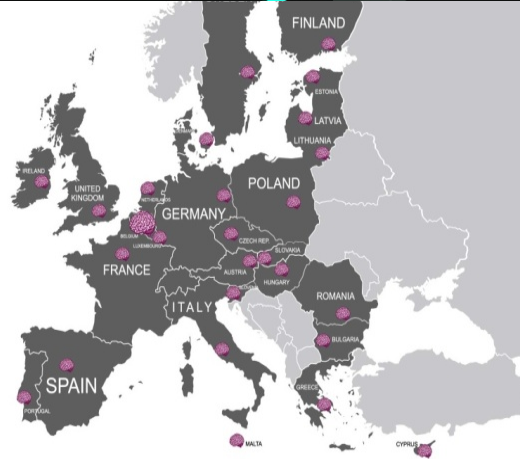 FINLAND
ESTONIA
LATVIA
LITHUANIA
IRELAND
UNITED
KINGDOM
NETHERLANDS
POLAND
GERMANY
BELGIUM
LUXEMBOURG
CZECH REP.
SLOVAKIA
FRANCE
AUSTRIA
HUNGARY
SLOVENIA
ITALY
ROMANIA
BULGARIA
SPAIN
PORTUGAL
GREECE
MALTA
CYPRUS